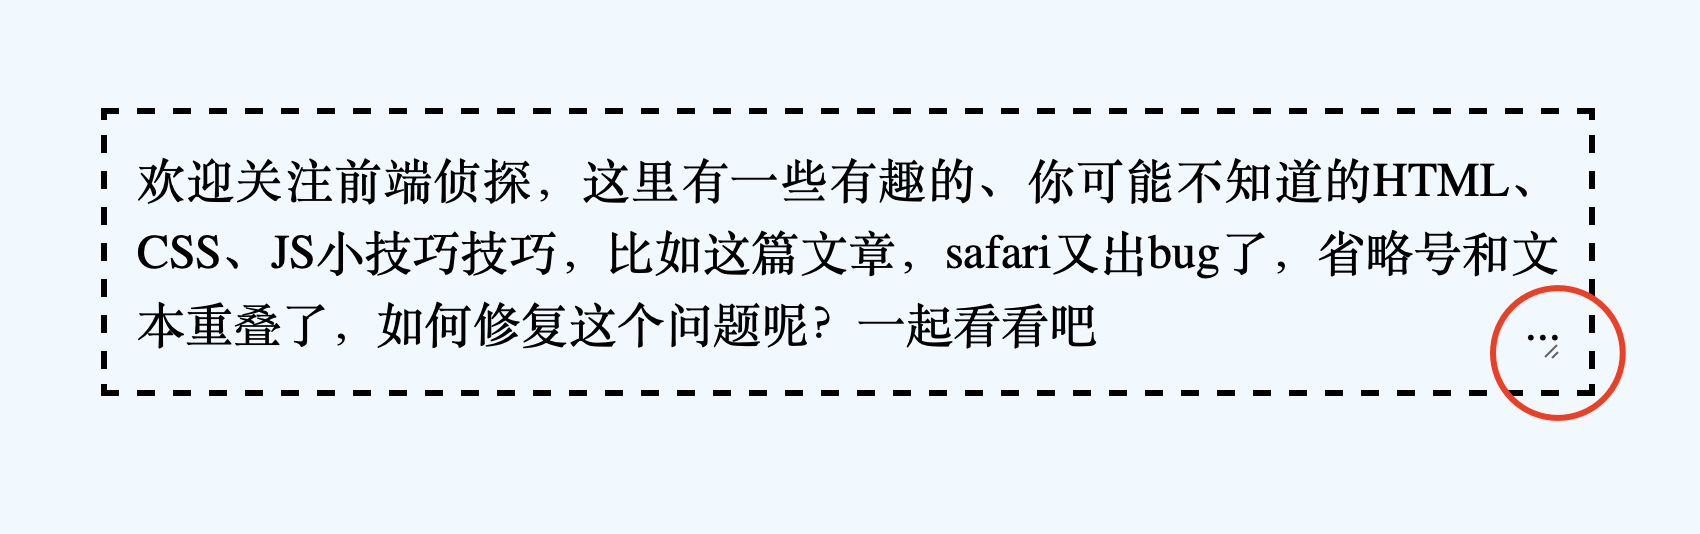 欢迎关注前端侦探，这里有一些有趣的、你可能不知道的HTML、
CSS、JS小技巧技巧，比如这篇文章，safari又出bug了，省略号和文
本重叠了，如何修复这个问题呢？一起看看吧 ...